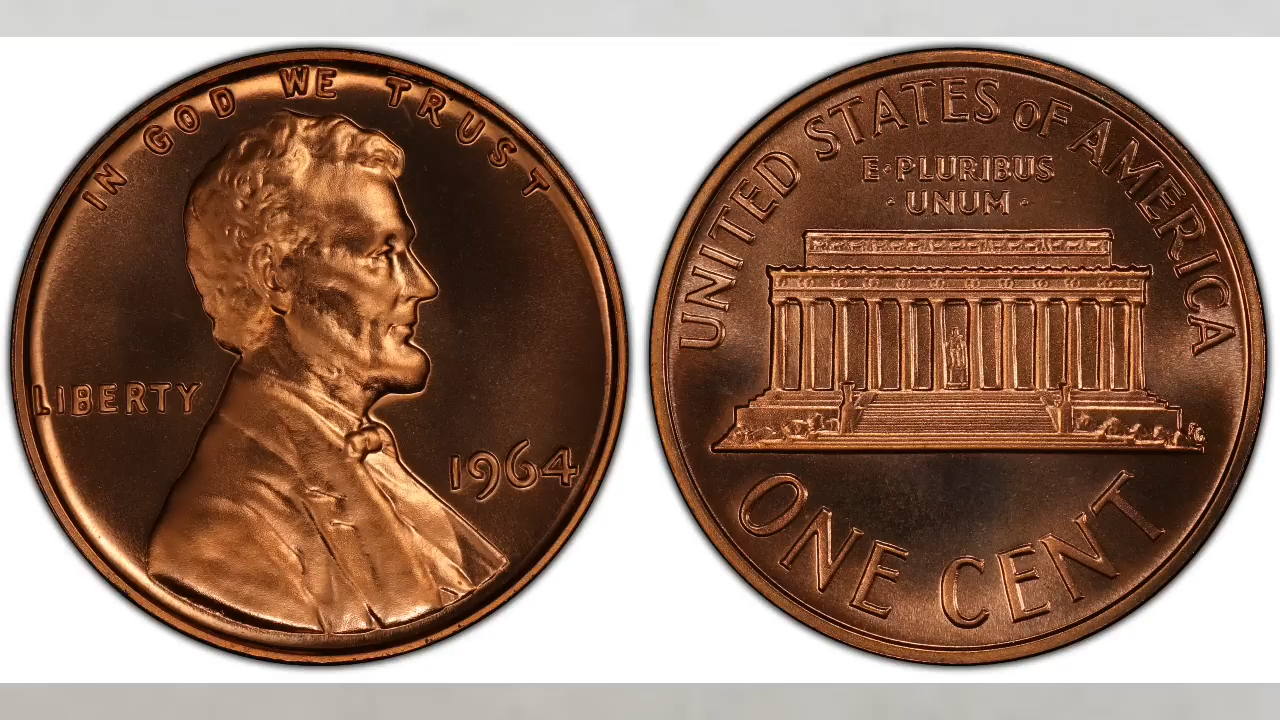 IN GOD WE TRUST
LIBERTY
1964
UNITED STATES OF AMERICA
E·PLURIBUS
·UNUM·
ONE CENT